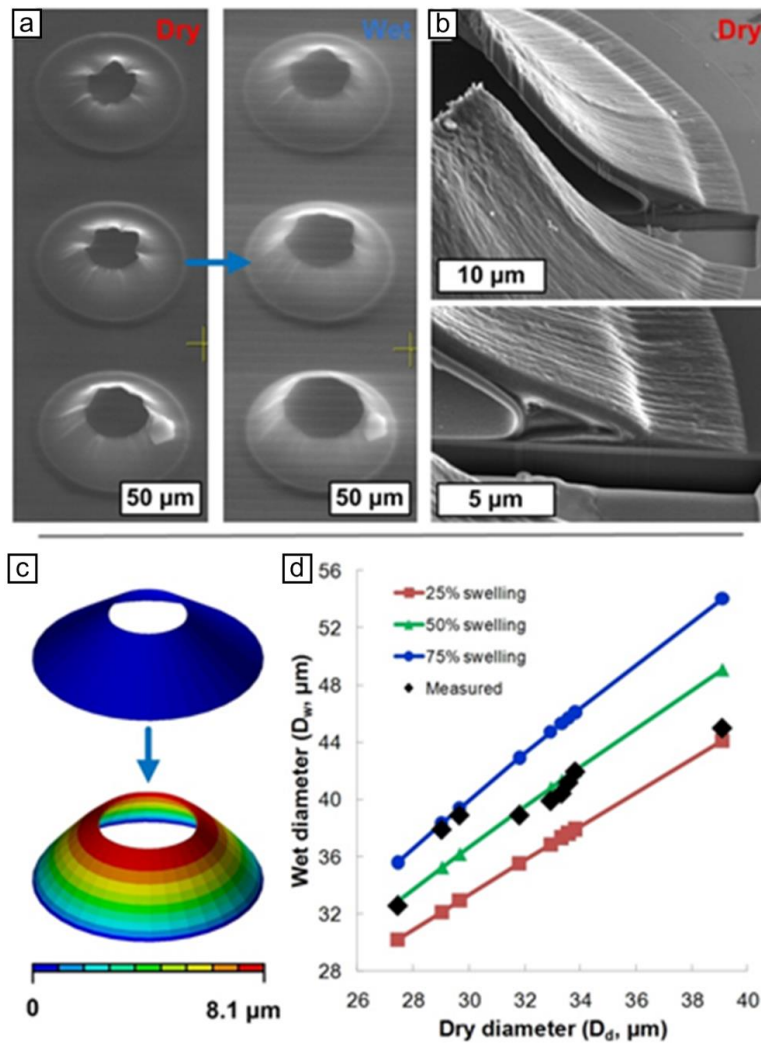 a
Dry
Wet
50 µm
50 µm
b
Dry
10 µm
5 µm
c
0
8.1 µm
d
56
52
48
44
40
36
32
28
25% swelling
50% swelling
75% swelling
Measured
Wet diameter (Dw, µm)
26 28 30 32 34 36 38 40
Dry diameter (Dd, µm)